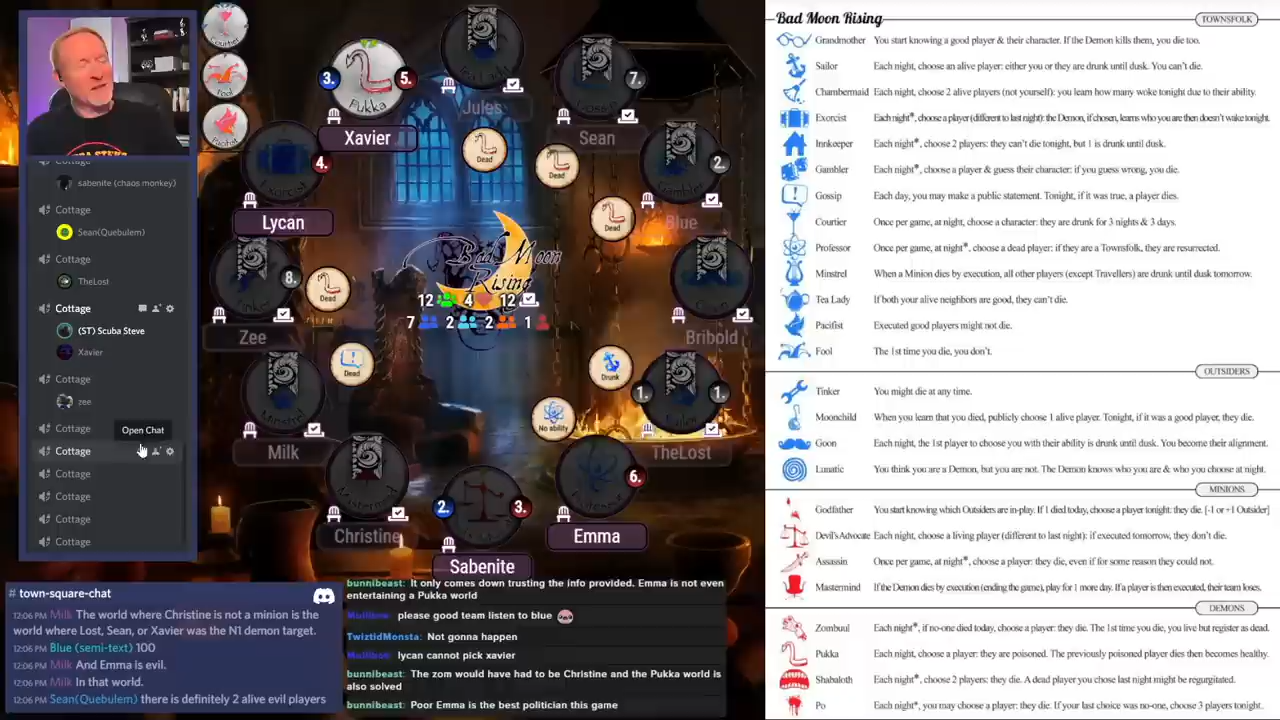 Cottage
sabenite (chaos monkey)
Cottage
Sean(Quebulem)
Cottage
TheLost
Cottage
(ST) Scuba Steve
Xavier
Cottage
zee
Cottage
Open Chat
Cottage
Cottage
Cottage
Cottage
Cottage
Courtier
Fool
3.
5.
Pukka
Xavier
Jules
Dead
7.
Sean
Dead
4.
Lycan
2.
Dead
Blue
8.
Dead
Zee
Bad Moon
Rising
12 4 12
7 2 2 1
Bribold
Dead
Milk
Drunk
1.
1.
No ability
TheLost
Christine
2.
3.
Sabenite
6.
Emma
# town-square-chat
12:06 PM Milk The world where Christine is not a minion is the
world where Lost, Sean, or Xavier was the N1 demon target.
12:06 PM Blue (semi-text) 100
12:06 PM Milk And Emma is evil.
12:06 PM Milk In that world.
12:06 PM Sean(Quebulem) there is definitely 2 alive evil players
bunnibeast: It only comes down trusting the info provided. Emma is not even
entertaining a Pukka world
please good team listen to blue
TwiztidMonsta: Not gonna happen
lycan cannot pick xavier
bunnibeast: The zom would have had to be Christine and the Pukka world is
also solved
bunnibeast: Poor Emma is the best politician this game
Bad Moon Rising
TOWNSFOLK
Grandmother You start knowing a good player & their character. If the Demon kills them, you die too.
Sailor Each night, choose an alive player: either you or they are drunk until dusk. You can't die.
Chambermaid Each night, choose 2 alive players (not yourself): you learn how many woke tonight due to their ability.
Exorcist Each night*, choose a player (different to last night): the Demon, if chosen, learns who you are then doesn't wake tonight.
Innkeeper Each night*, choose 2 players: they can't die tonight, but 1 is drunk until dusk.
Gambler Each night*, choose a player & guess their character: if you guess wrong, you die.
Gossip Each day, you may make a public statement. Tonight, if it was true, a player dies.
Courtier Once per game, at night, choose a character: they are drunk for 3 nights & 3 days.
Professor Once per game, at night*, choose a dead player: if they are a Townsfolk, they are resurrected.
Minstrel When a Minion dies by execution, all other players (except Travellers) are drunk until dusk tomorrow.
Tea Lady If both your alive neighbors are good, they can't die.
Pacifist Executed good players might not die.
Fool The 1st time you die, you don't.
OUTSIDERS
Tinker You might die at any time.
Moonchild When you learn that you died, publicly choose 1 alive player. Tonight, if it was a good player, they die.
Goon Each night, the 1st player to choose you with their ability is drunk until dusk. You become their alignment.
Lunatic You think you are a Demon, but you are not. The Demon knows who you are & who you choose at night.
MINIONS
Godfather You start knowing which Outsiders are in-play. If 1 died today, choose a player tonight: they die. [-1 or +1 Outsider]
Devil's Advocate Each night, choose a living player (different to last night): if executed tomorrow, they don't die.
Assassin Once per game, at night*, choose a player: they die, even if for some reason they could not.
Mastermind If the Demon dies by execution (ending the game), play for 1 more day. If a player is then executed, their team loses.
DEMONS
Zombuul Each night*, if no-one died today, choose a player: they die. The 1st time you die, you live but register as dead.
Pukka Each night, choose a player: they are poisoned. The previously poisoned player dies then becomes healthy.
Shabaloth Each night*, choose 2 players: they die. A dead player you chose last night might be regurgitated.
Po Each night*, you may choose a player: they die. If your last choice was no-one, choose 3 players tonight.